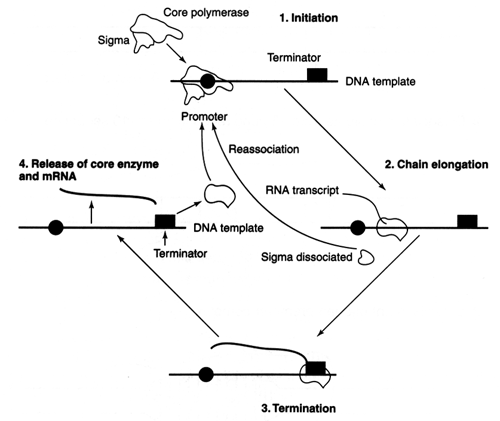 Core polymerase
1. Initiation
Sigma
Terminator
DNA template
Promoter
Reassociation
4. Release of core enzyme
and mRNA
2. Chain elongation
RNA transcript
DNA template
Terminator
Sigma dissociated
3. Termination